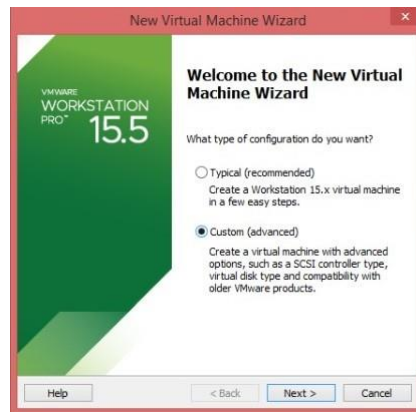 New Virtual Machine Wizard
×
VMWARE
WORKSTATION
PRO™ 15.5
Welcome to the New Virtual
Machine Wizard
What type of configuration do you want?
Typical (recommended)
Create a Workstation 15.x virtual machine
in a few easy steps.
Custom (advanced)
Create a virtual machine with advanced
options, such as a SCSI controller type,
virtual disk type and compatibility with
older VMware products.
Help
< Back
Next >
Cancel